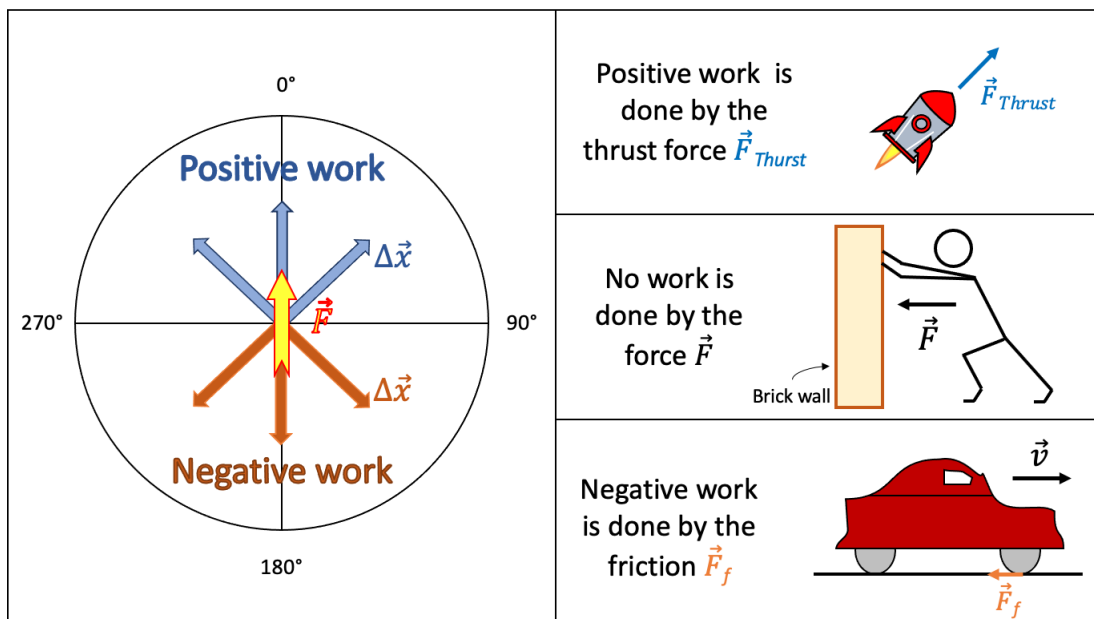 0°
Positive work
Δx⃗
270°
F⃗
90°
Δx⃗
Negative work
180°
Positive work is
done by the
thrust force F⃗ Thurst
F⃗ Thrust
No work is
done by the
force F⃗
F⃗
Brick wall
Negative work
is done by the
friction F⃗f
v⃗
F⃗f